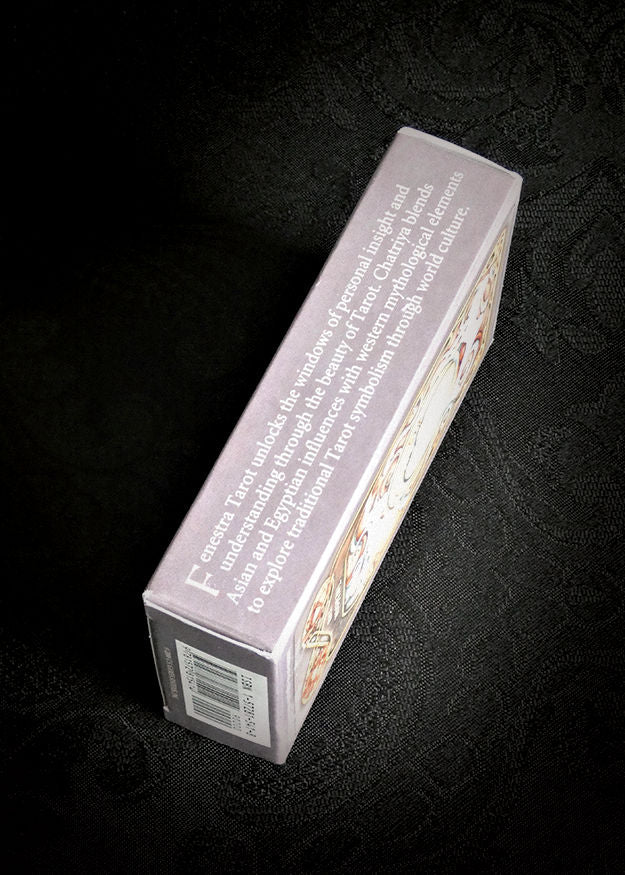 Fenestra Tarot unlocks the windows of personal insight and
understanding through the beauty of Tarot. Chatriya blends
Asian and Egyptian influences with western mythological elements
to explore traditional Tarot symbolism through world culture.